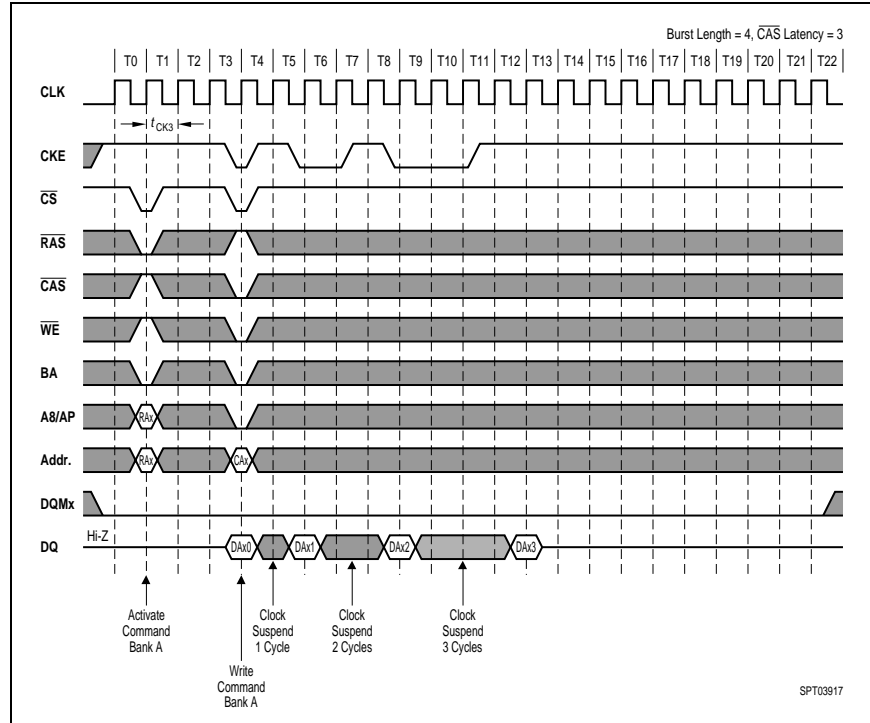 Burst Length = 4, CAS Latency = 3
T0 T1 T2 T3 T4 T5 T6 T7 T8 T9 T10 T11 T12 T13 T14 T15 T16 T17 T18 T19 T20 T21 T22
CLK
t CK3
CKE
CS
RAS
CAS
WE
BA
A8/AP RAx
Addr. RAx CAx
DQMx
DQ Hi-Z DAx0 DAx1 DAx2 DAx3
Activate
Command
Bank A
Write
Command
Bank A
Clock
Suspend
1 Cycle
Clock
Suspend
2 Cycles
Clock
Suspend
3 Cycles
SPT03917